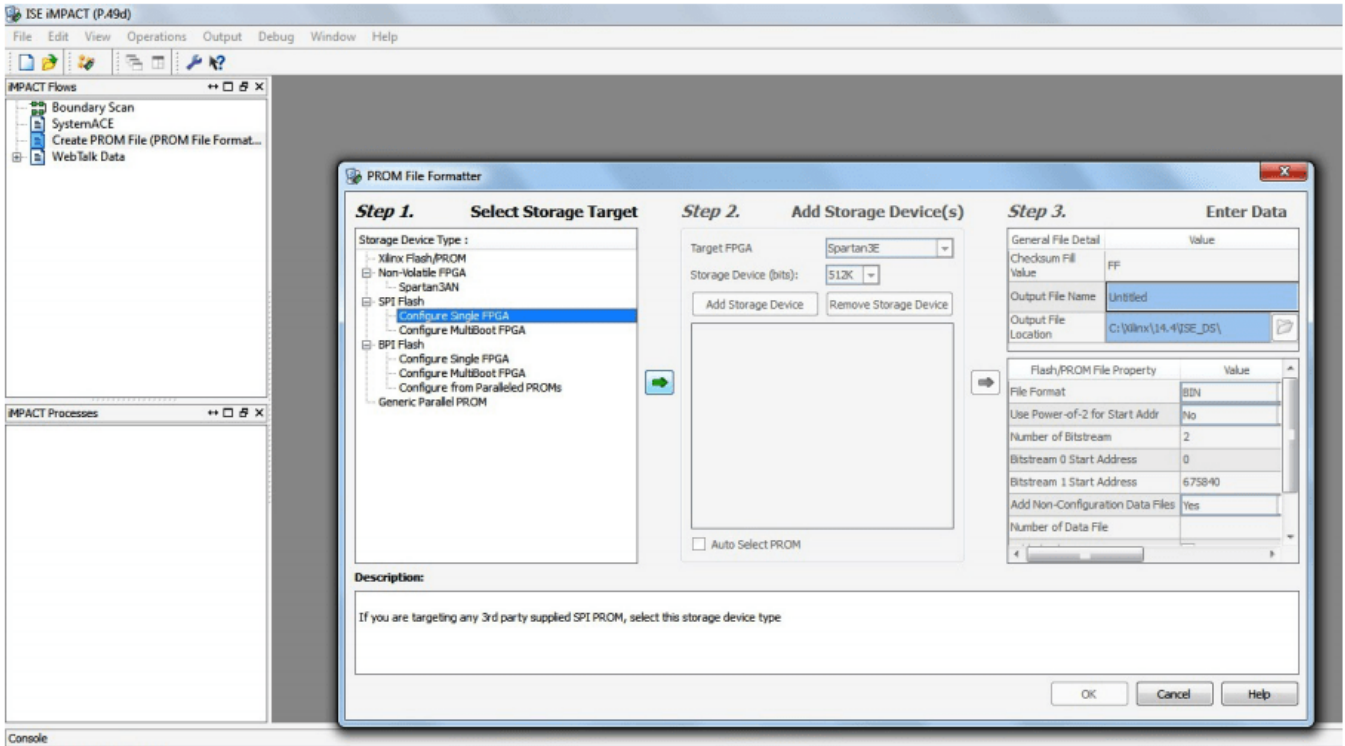 ISE iMPACT (P.49d)
File Edit View Operations Output Debug Window Help
iMPACT Flows
Boundary Scan
SystemACE
Create PROM File (PROM File Format...
WebTalk Data
iMPACT Processes
Console
PROM File Formatter
Step 1. Select Storage Target
Storage Device Type :
Xilinx Flash/PROM
Non-Volatile FPGA
Spartan3AN
SPI Flash
Configure Single FPGA
Configure MultiBoot FPGA
BPI Flash
Configure Single FPGA
Configure MultiBoot FPGA
Configure from Paralleled PROMs
Generic Parallel PROM
Step 2. Add Storage Device(s)
Target FPGA Spartan3E
Storage Device (bits): 512K
Add Storage Device Remove Storage Device
Auto Select PROM
Step 3. Enter Data
General File Detail Value
Checksum Fill
Value FF
Output File Name Untitled
Output File
Location C:\Xilinx\14.4\ISE_DS\
Flash/PROM File Property Value
File Format BIN
Use Power-of-2 for Start Addr No
Number of Bitstream 2
Bitstream 0 Start Address 0
Bitstream 1 Start Address 675840
Add Non-Configuration Data Files Yes
Number of Data File
Description:
If you are targeting any 3rd party supplied SPI PROM, select this storage device type
OK Cancel Help